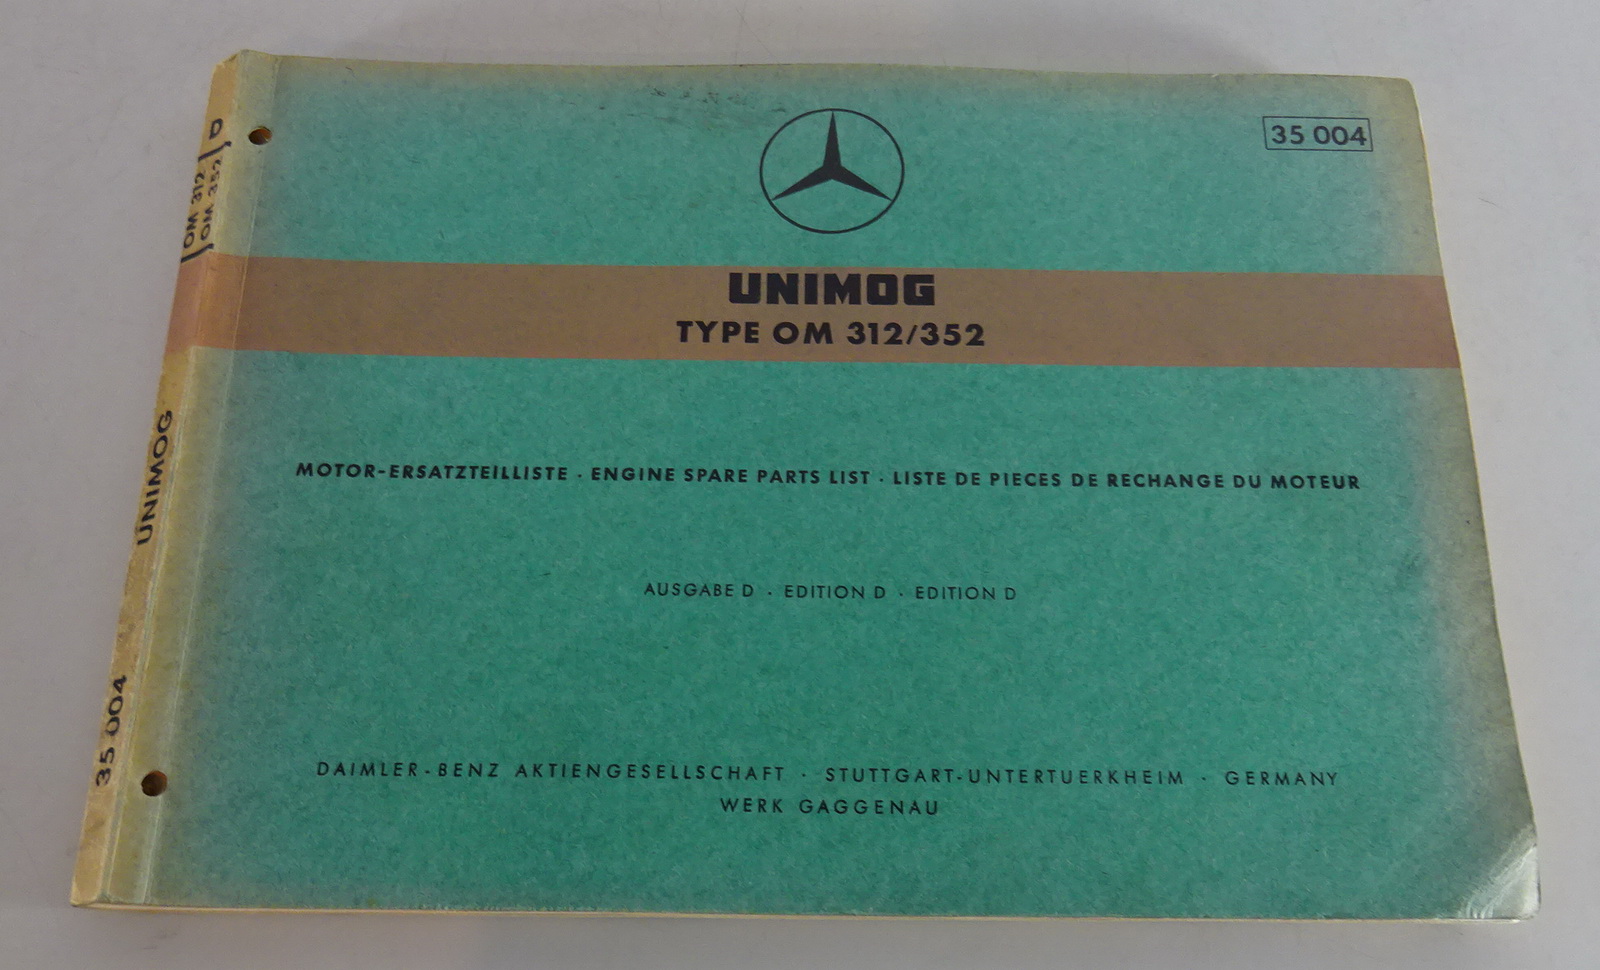 35 004
UNIMOG
TYPE OM 312/352
MOTOR-ERSATZTEILLISTE · ENGINE SPARE PARTS LIST · LISTE DE PIECES DE RECHANGE DU MOTEUR
AUSGABE D · EDITION D · EDITION D
DAIMLER-BENZ AKTIENGESELLSCHAFT · STUTTGART-UNTERTUERKHEIM · GERMANY
WERK GAGGENAU
35 004
UNIMOG
(OM 312)
(OM 352) D